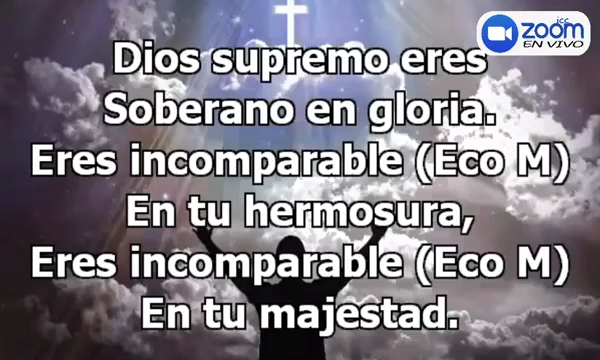 icc
zoom
EN VIVO
Dios supremo eres
Soberano en gloria.
Eres incomparable (Eco M)
En tu hermosura,
Eres incomparable (Eco M)
En tu majestad.